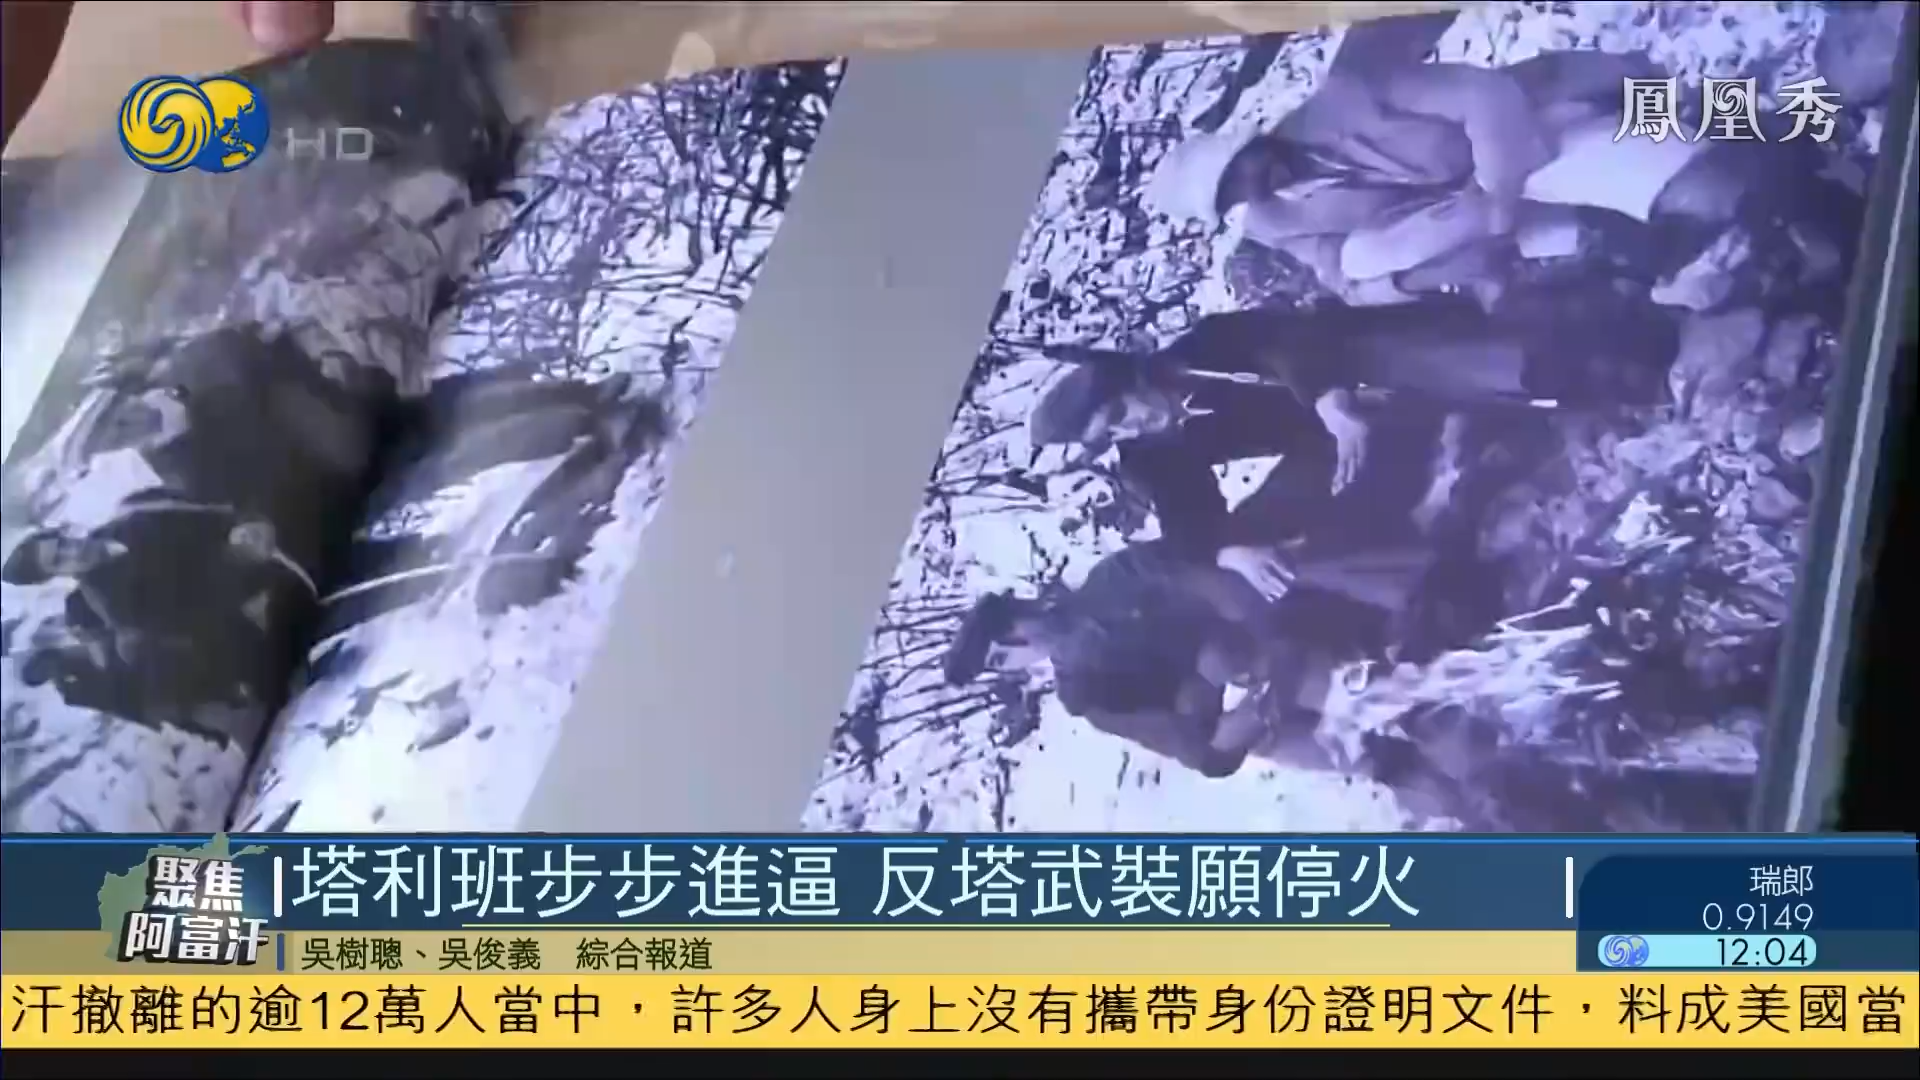 HD
鳳凰秀
聚焦
阿富汗
塔利班步步進逼 反塔武裝願停火
吳樹聰、吳俊義 綜合報道
瑞郎
0.9149
12:04
汗撤離的逾12萬人當中，許多人身上沒有攜帶身份證明文件，料成美國當